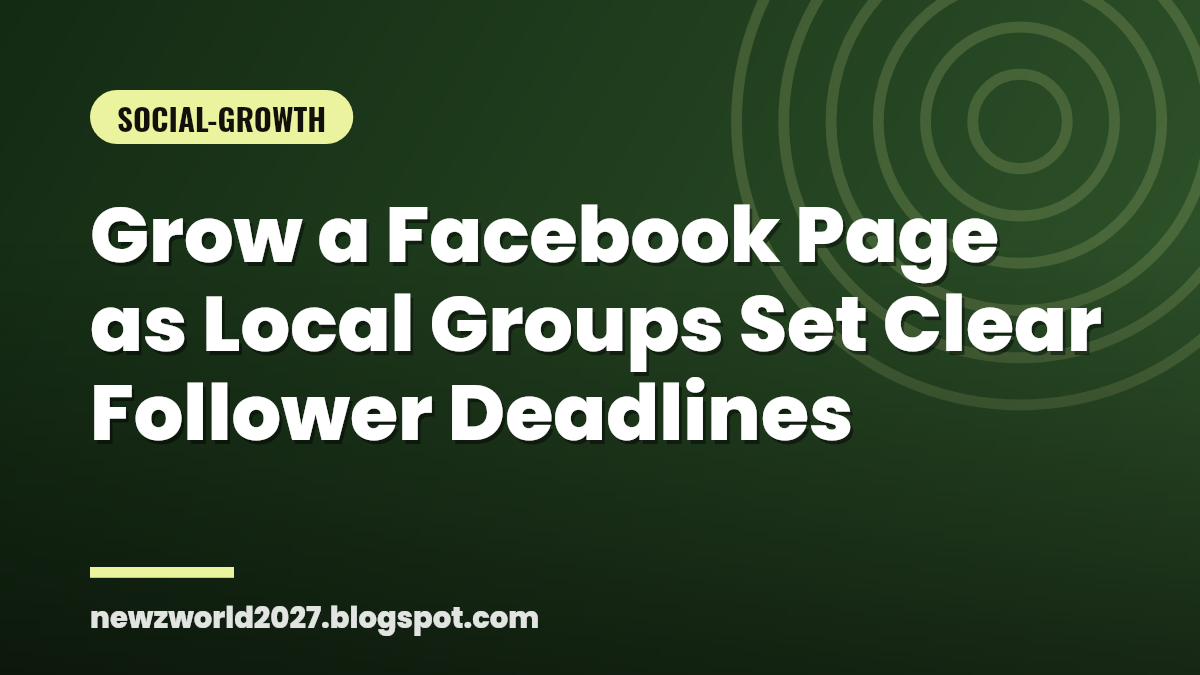 SOCIAL-GROWTH
Grow a Facebook Page
as Local Groups Set Clear
Follower Deadlines
newzworld2027.blogspot.com